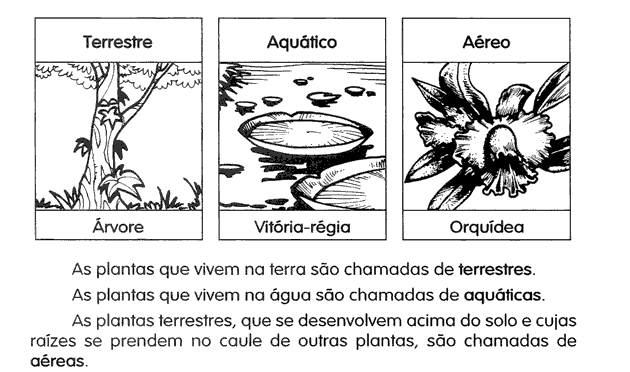 Terrestre Aquático Aéreo
Árvore Vitória-régia Orquídea
As plantas que vivem na terra são chamadas de terrestres.
As plantas que vivem na água são chamadas de aquáticas.
As plantas terrestres, que se desenvolvem acima do solo e cujas
raízes se prendem no caule de outras plantas, são chamadas de
aéreas.